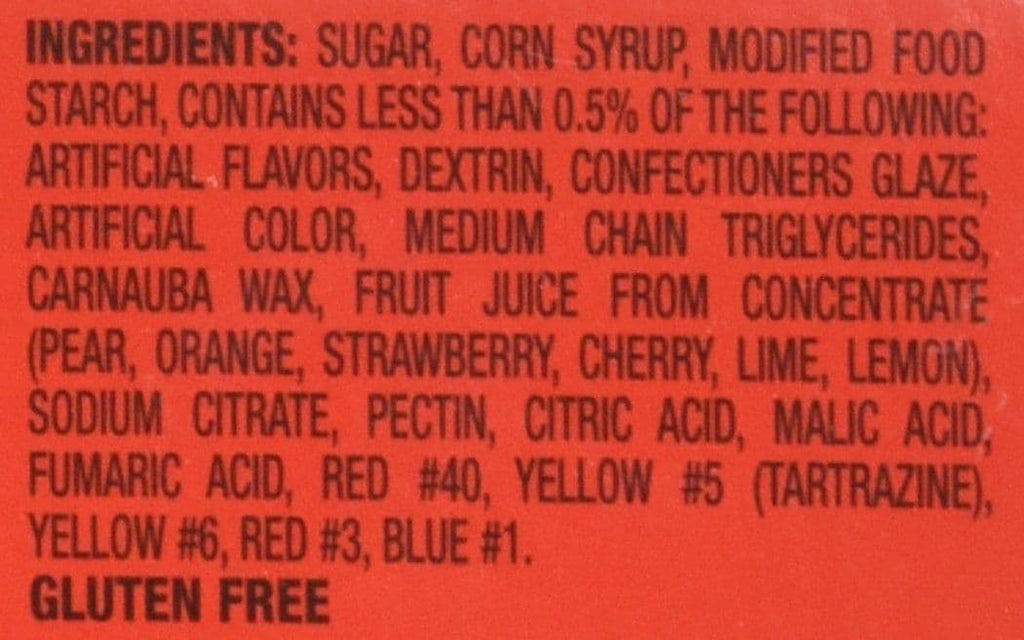 INGREDIENTS: SUGAR, CORN SYRUP, MODIFIED FOOD
STARCH, CONTAINS LESS THAN 0.5% OF THE FOLLOWING:
ARTIFICIAL FLAVORS, DEXTRIN, CONFECTIONERS GLAZE,
ARTIFICIAL COLOR, MEDIUM CHAIN TRIGLYCERIDES,
CARNAUBA WAX, FRUIT JUICE FROM CONCENTRATE
(PEAR, ORANGE, STRAWBERRY, CHERRY, LIME, LEMON),
SODIUM CITRATE, PECTIN, CITRIC ACID, MALIC ACID,
FUMARIC ACID, RED #40, YELLOW #5 (TARTRAZINE),
YELLOW #6, RED #3, BLUE #1.
GLUTEN FREE